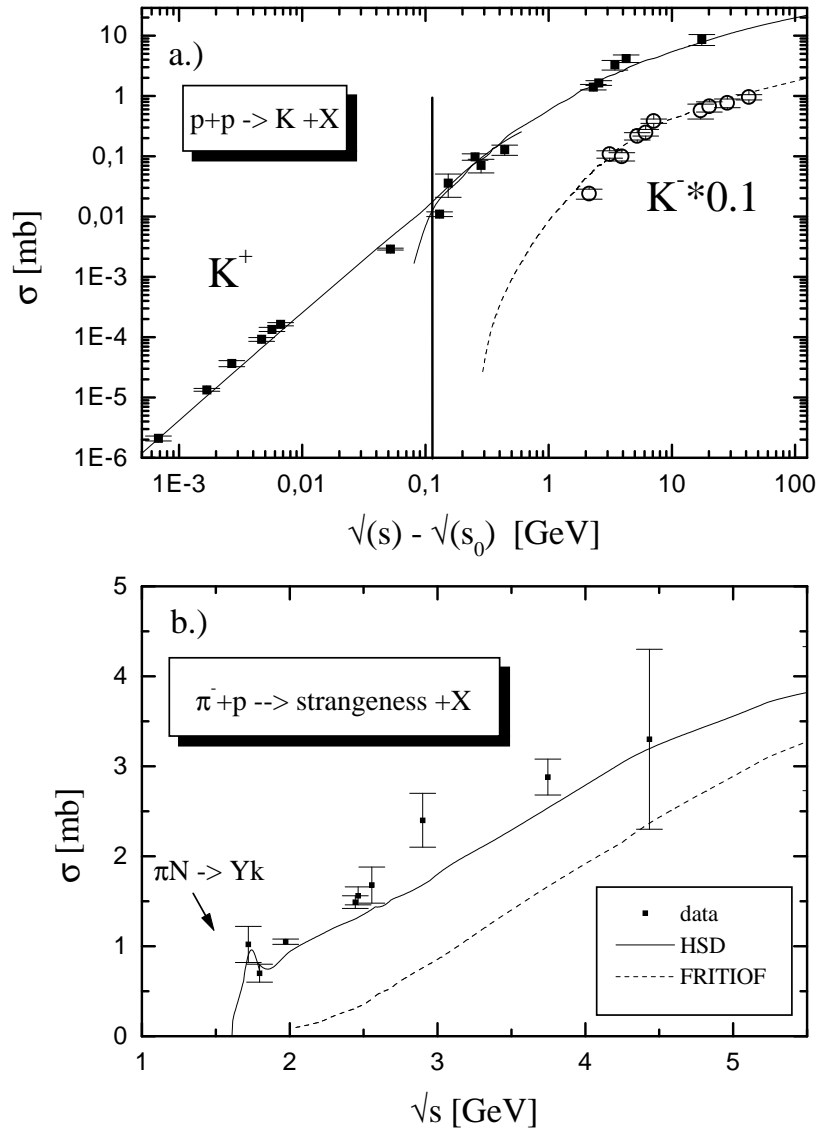 a.)
p+p -> K +X
K⁺
K⁻*0.1
σ [mb]
10
1
0,1
0,01
1E-3
1E-4
1E-5
1E-6
1E-3 0,01 0,1 1 10 100
√(s) - √(s₀) [GeV]
b.)
π⁻+p --> strangeness +X
πN -> Yk
σ [mb]
5
4
3
2
1
0
data
HSD
FRITIOF
1 2 3 4 5
√s [GeV]